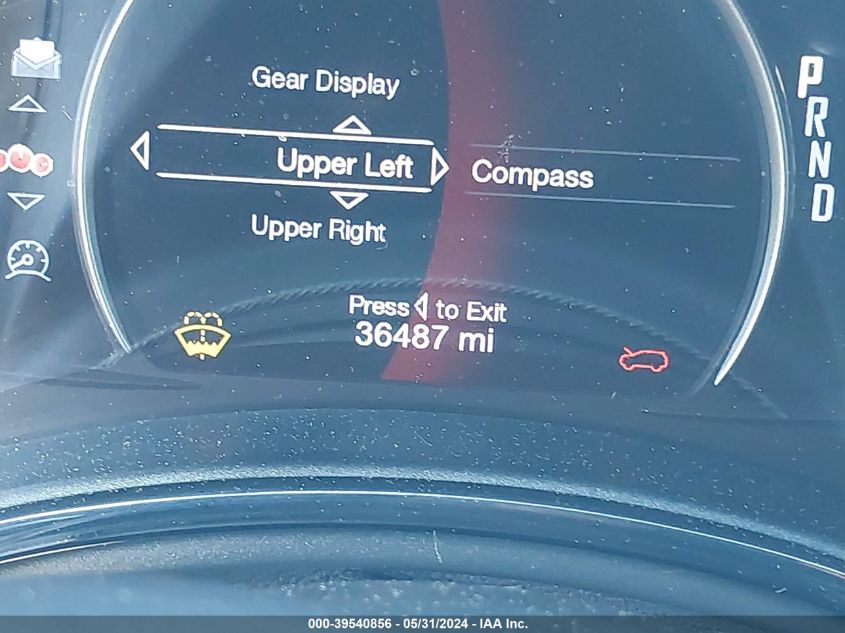 Gear Display
Upper Left
Compass
Upper Right
Press to Exit
36487 mi
P
R
N
D
000-39540856 - 05/31/2024 - IAA Inc.